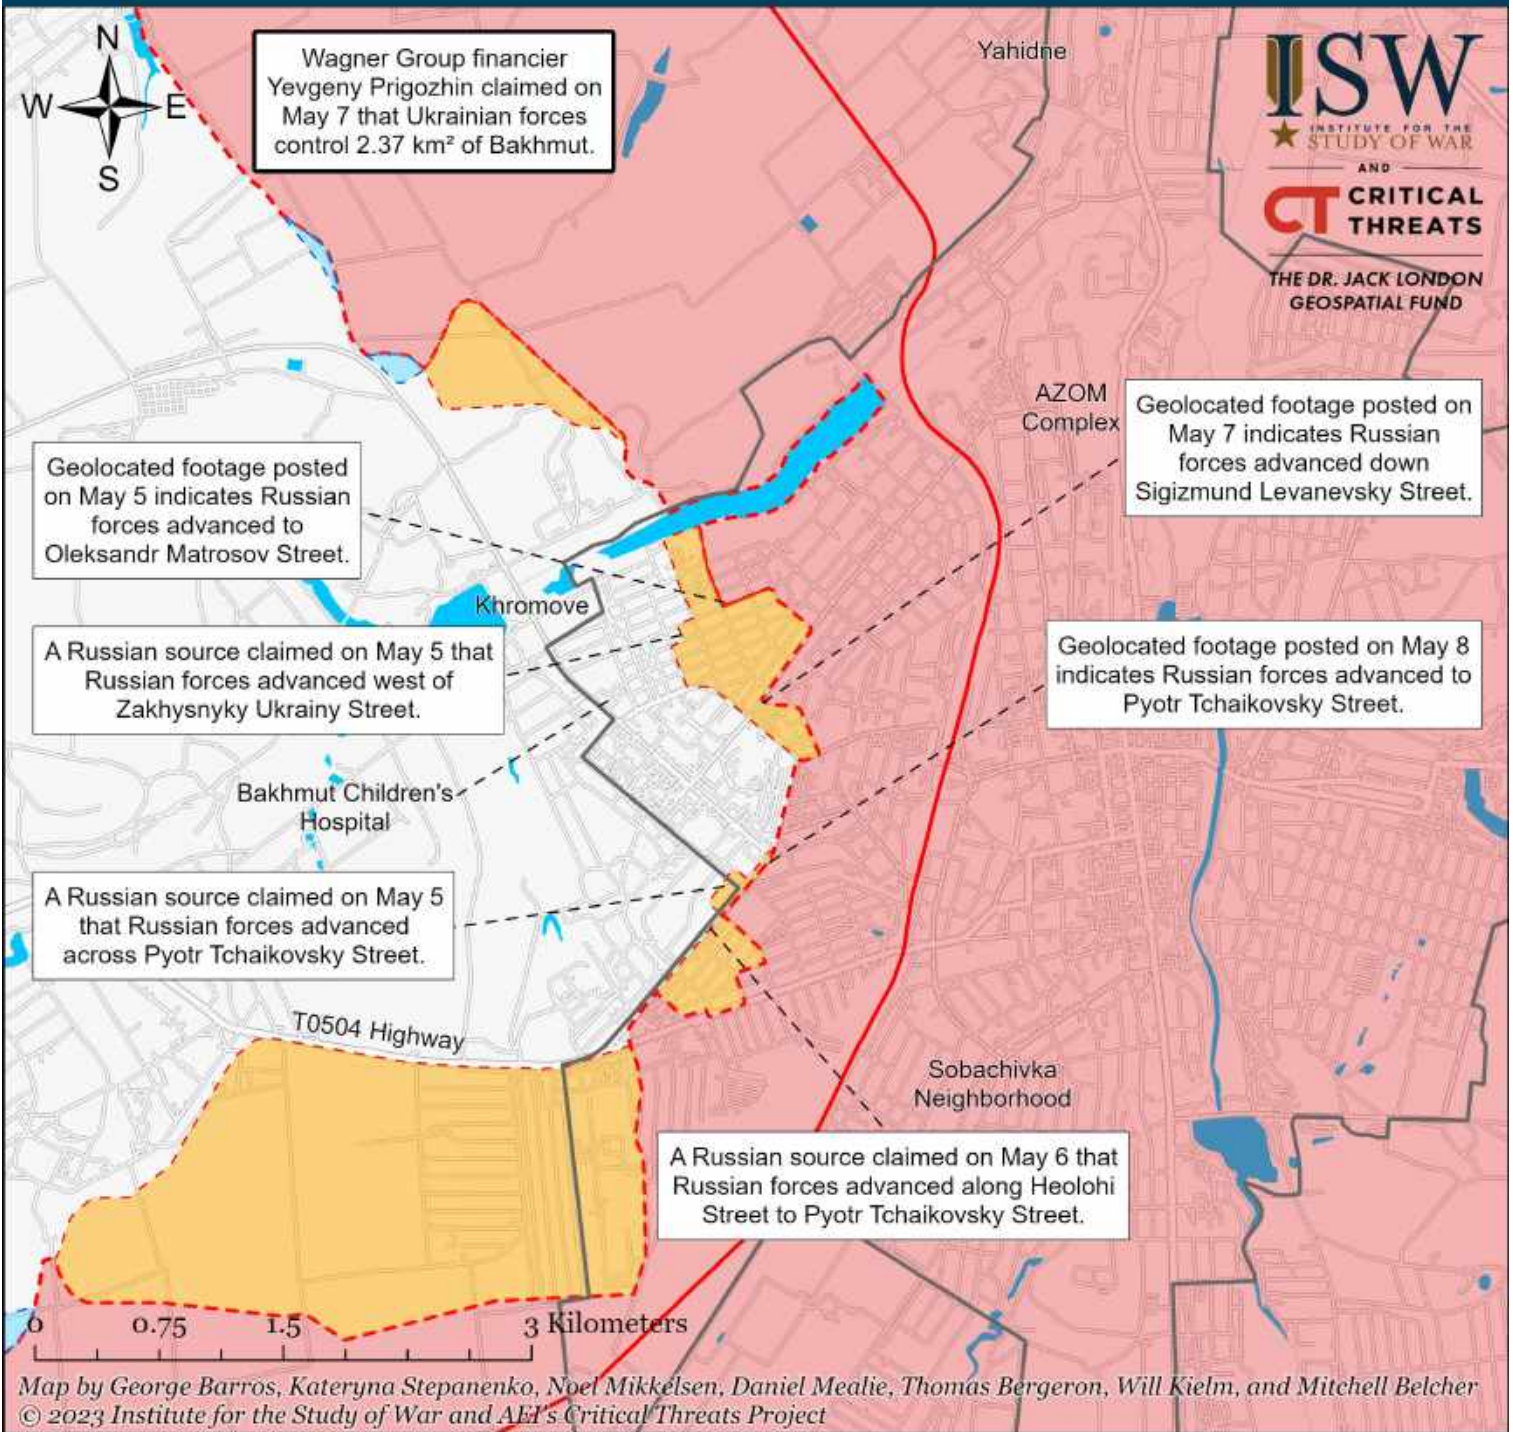 N
W
E
S
Wagner Group financier
Yevgeny Prigozhin claimed on
May 7 that Ukrainian forces
control 2.37 km² of Bakhmut.
Yahidne
ISW
INSTITUTE FOR THE
STUDY OF WAR
AND
CT CRITICAL
THREATS
THE DR. JACK LONDON
GEOSPATIAL FUND
AZOM
Complex
Geolocated footage posted on
May 7 indicates Russian
forces advanced down
Sigizmund Levanevsky Street.
Geolocated footage posted
on May 5 indicates Russian
forces advanced to
Oleksandr Matrosov Street.
Khromove
A Russian source claimed on May 5 that
Russian forces advanced west of
Zakhysnyky Ukrainy Street.
Geolocated footage posted on May 8
indicates Russian forces advanced to
Pyotr Tchaikovsky Street.
Bakhmut Children's
Hospital
A Russian source claimed on May 5
that Russian forces advanced
across Pyotr Tchaikovsky Street.
T0504 Highway
Sobachivka
Neighborhood
A Russian source claimed on May 6 that
Russian forces advanced along Heolohi
Street to Pyotr Tchaikovsky Street.
0 0.75 1.5 3 Kilometers
Map by George Barros, Kateryna Stepanenko, Noel Mikkelsen, Daniel Mealie, Thomas Bergeron, Will Kielm, and Mitchell Belcher
© 2023 Institute for the Study of War and AEI's Critical Threats Project